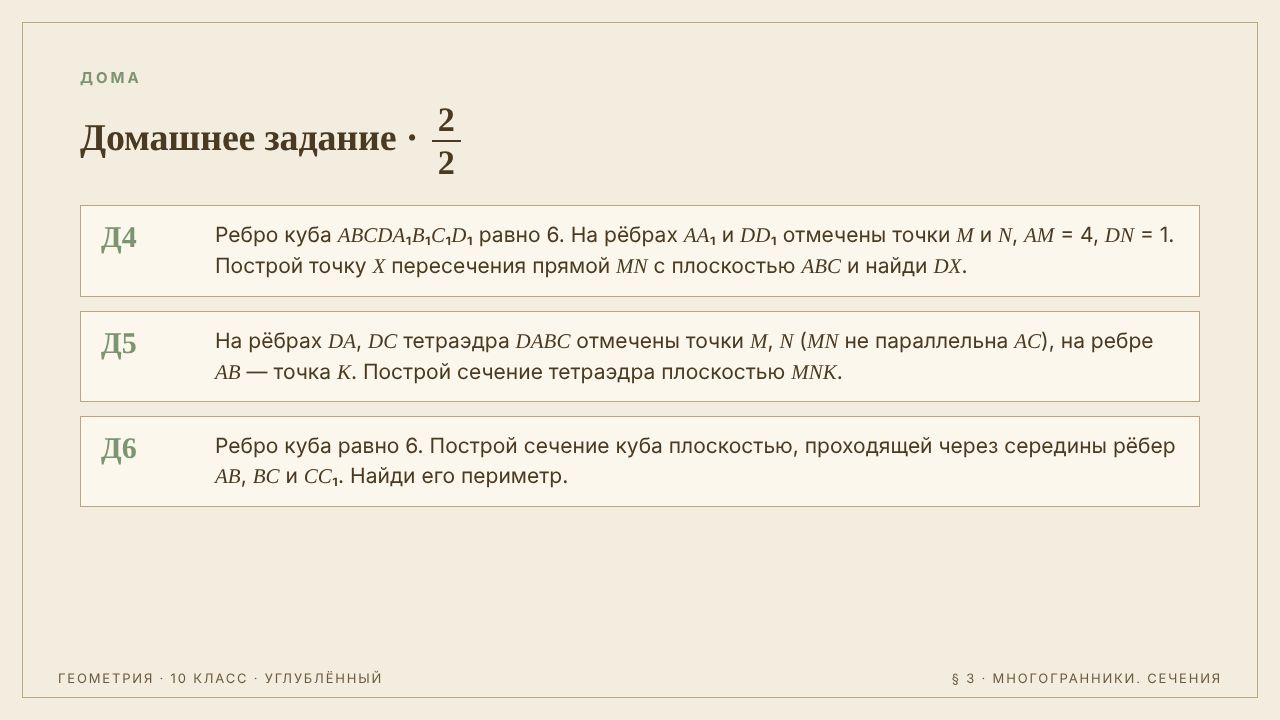 ДОМА
Домашнее задание · 2/2
Д4
Ребро куба ABCDA₁B₁C₁D₁ равно 6. На рёбрах AA₁ и DD₁ отмечены точки M и N, AM = 4, DN = 1.
Построй точку X пересечения прямой MN с плоскостью ABC и найди DX.
Д5
На рёбрах DA, DC тетраэдра DABC отмечены точки M, N (MN не параллельна AC), на ребре
AB — точка K. Построй сечение тетраэдра плоскостью MNK.
Д6
Ребро куба равно 6. Построй сечение куба плоскостью, проходящей через середины рёбер
AB, BC и CC₁. Найди его периметр.
ГЕОМЕТРИЯ · 10 КЛАСС · УГЛУБЛЁННЫЙ
§ 3 · МНОГОГРАННИКИ. СЕЧЕНИЯ